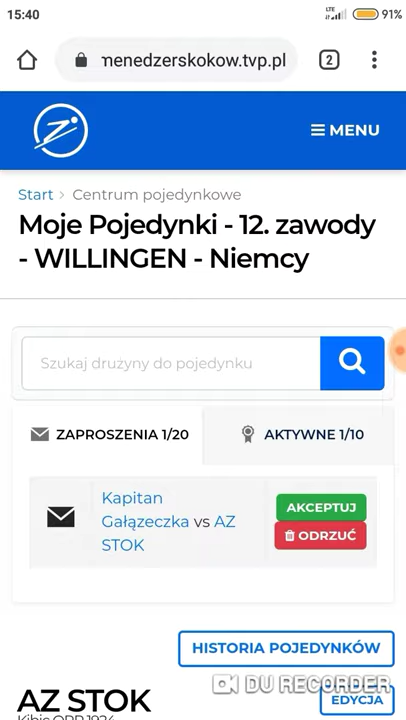 15:40
LTE
91%
menedzerskokow.tvp.pl
2
MENU
Start > Centrum pojedynkowe
Moje Pojedynki - 12. zawody
- WILLINGEN - Niemcy
Szukaj drużyny do pojedynku
ZAPROSZENIA 1/20
AKTYWNE 1/10
Kapitan
Gałązeczka vs AZ
STOK
AKCEPTUJ
ODRZUĆ
HISTORIA POJEDYNKÓW
DU RECORDER
AZ STOK
EDYCJA